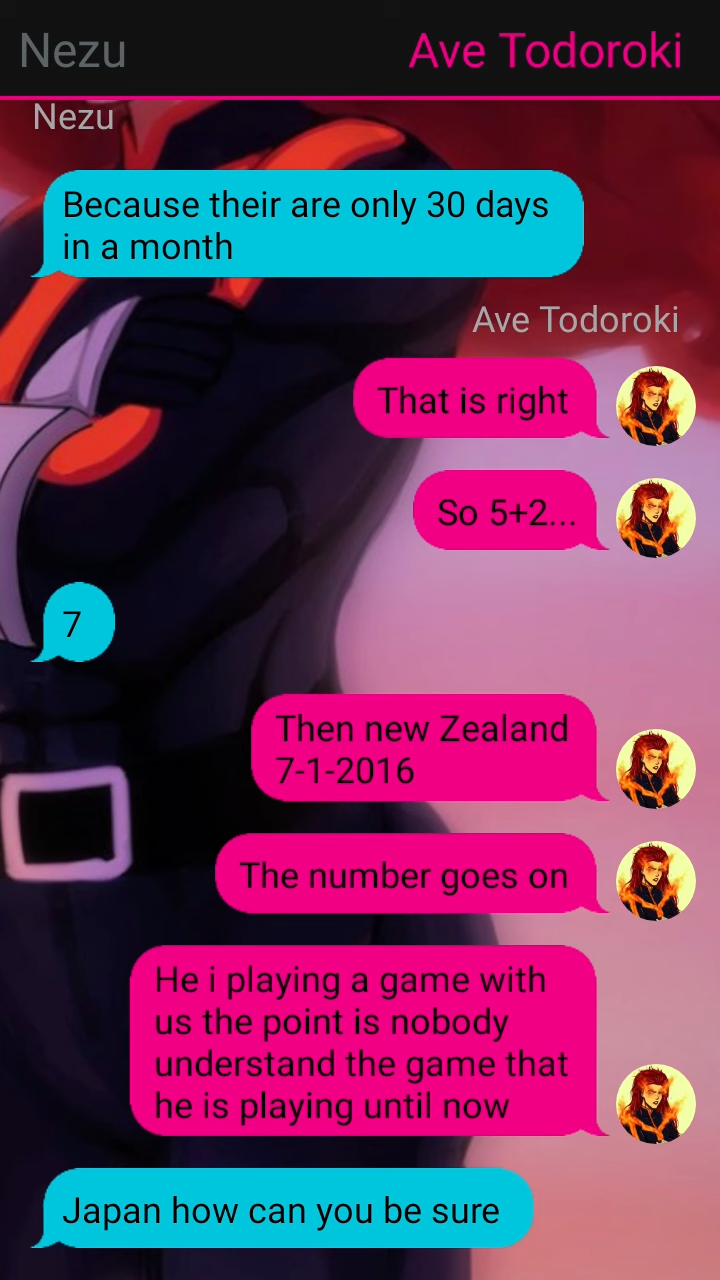 Nezu
Ave Todoroki
Nezu
Because their are only 30 days
in a month
Ave Todoroki
That is right
So 5+2...
7
Then new Zealand
7-1-2016
The number goes on
He i playing a game with
us the point is nobody
understand the game that
he is playing until now
Japan how can you be sure